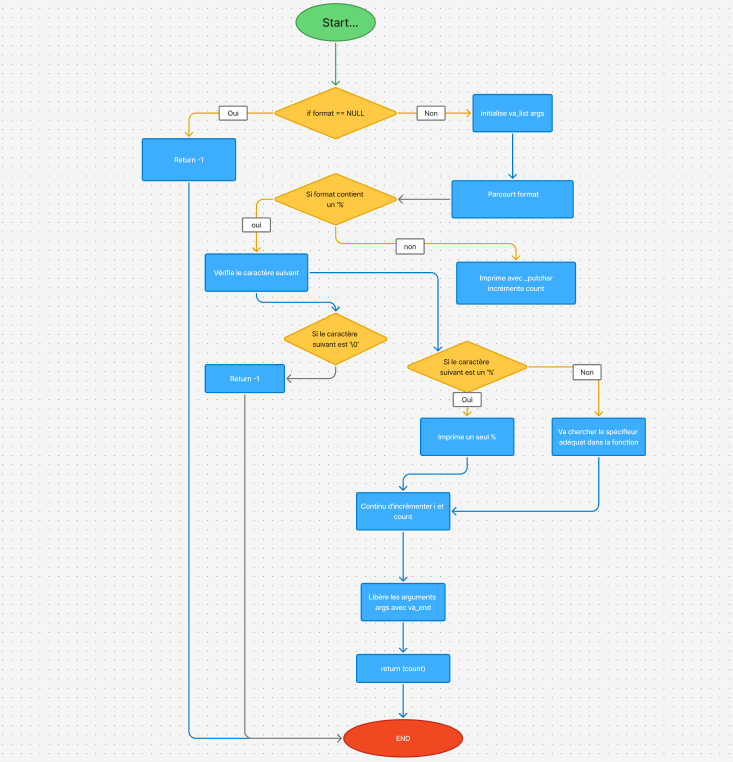 Start...
if format == NULL
Oui
Non
initialise va_list args
Return -1
Parcourt format
Si format contient
un '%'
oui
non
Vérifie le caractère suivant
Imprime avec _putchar
incrémente count
Si le caractère
suivant est '\0'
Si le caractère
suivant est un '%'
Return -1
Non
Oui
Imprime un seul %
Va chercher le spécifieur
adéquat dans la fonction
Continu d'incrémenter i et
count
Libère les arguments
args avec va_end
return (count)
END